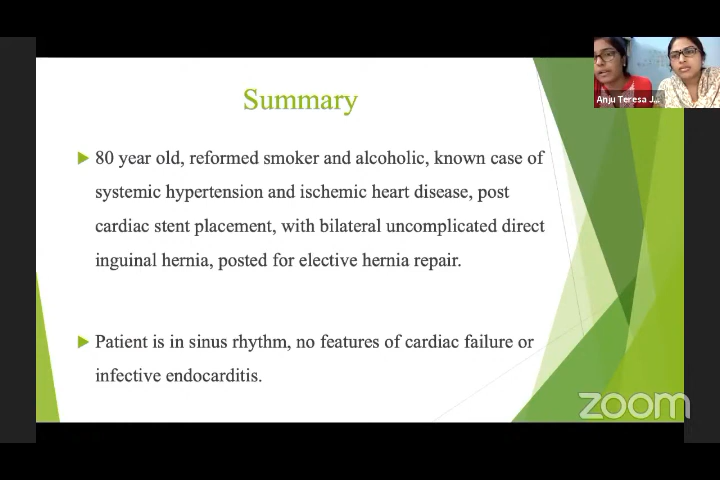 Summary
80 year old, reformed smoker and alcoholic, known case of
systemic hypertension and ischemic heart disease, post
cardiac stent placement, with bilateral uncomplicated direct
inguinal hernia, posted for elective hernia repair.
Patient is in sinus rhythm, no features of cardiac failure or
infective endocarditis.
Anju Teresa J...
zoom